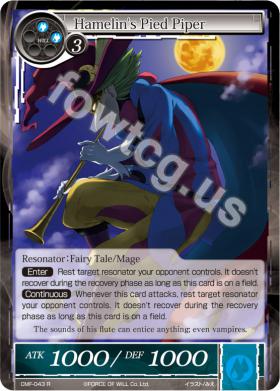 Hamelin's Pied Piper
WILL
3
fowtcg.us
Resonator:Fairy Tale/Mage
Enter Rest target resonator your opponent controls. It doesn't
recover during the recovery phase as long as this card is on a field.
Continuous Whenever this card attacks, rest target resonator
your opponent controls. It doesn't recover during the recovery
phase as long as this card is on a field.
The sounds of his flute can entice anything; even vampires.
ATK 1000/ DEF 1000
CMF-043 R ©FORCE OF WILL Co. Ltd.